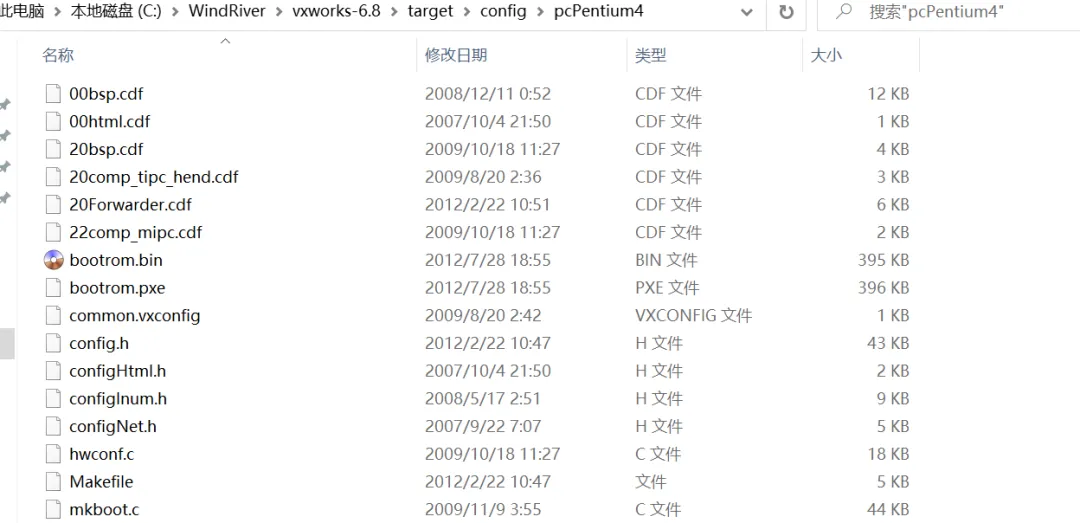 此电脑 > 本地磁盘 (C:) > WindRiver > vxworks-6.8 > target > config > pcPentium4 搜索"pcPentium4"
名称 修改日期 类型 大小
00bsp.cdf 2008/12/11 0:52 CDF 文件 12 KB
00html.cdf 2007/10/4 21:50 CDF 文件 1 KB
20bsp.cdf 2009/10/18 11:27 CDF 文件 4 KB
20comp_tipc_hend.cdf 2009/8/20 2:36 CDF 文件 3 KB
20Forwarder.cdf 2012/2/22 10:51 CDF 文件 6 KB
22comp_mipc.cdf 2009/10/18 11:27 CDF 文件 2 KB
bootrom.bin 2012/7/28 18:55 BIN 文件 395 KB
bootrom.pxe 2012/7/28 18:55 PXE 文件 396 KB
common.vxconfig 2009/8/20 2:42 VXCONFIG 文件 1 KB
config.h 2012/2/22 10:47 H 文件 43 KB
configHtml.h 2007/10/4 21:50 H 文件 2 KB
configInum.h 2008/5/17 2:51 H 文件 9 KB
configNet.h 2007/9/22 7:07 H 文件 5 KB
hwconf.c 2009/10/18 11:27 C 文件 18 KB
Makefile 2012/2/22 10:47 文件 5 KB
mkboot.c 2009/11/9 3:55 C 文件 44 KB